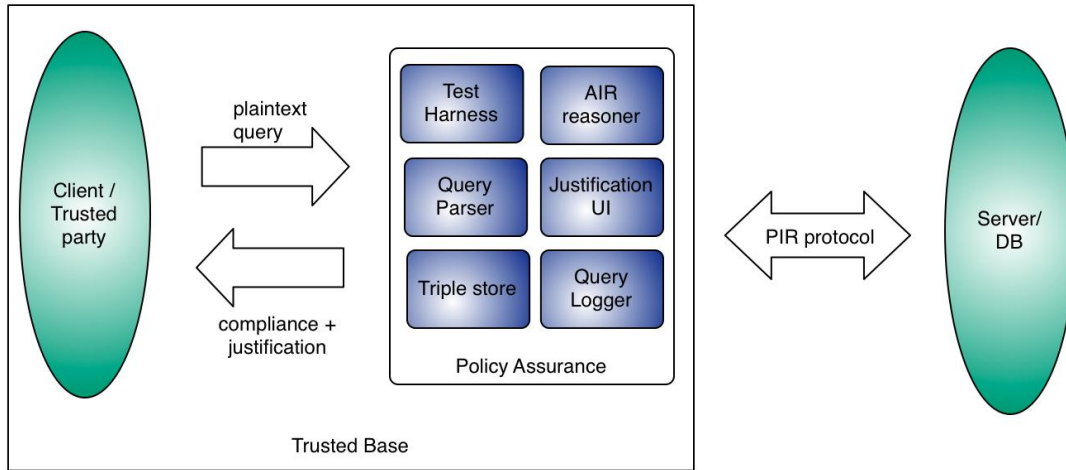 Client /
Trusted
party
plaintext
query
compliance +
justification
Test
Harness
AIR
reasoner
Query
Parser
Justification
UI
Triple store
Query
Logger
Policy Assurance
Trusted Base
PIR protocol
Server/
DB